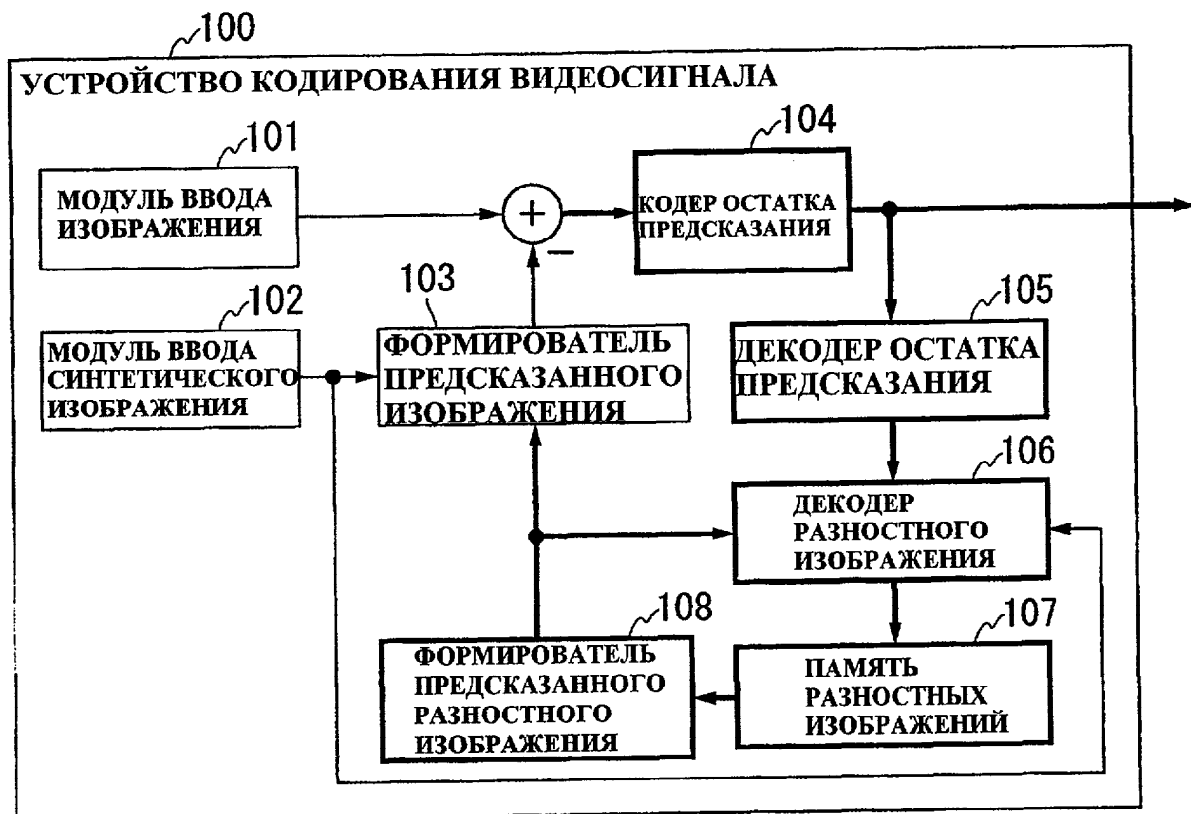 100
УСТРОЙСТВО КОДИРОВАНИЯ ВИДЕОСИГНАЛА
101
МОДУЛЬ ВВОДА
ИЗОБРАЖЕНИЯ
+
−
104
КОДЕР ОСТАТКА
ПРЕДСКАЗАНИЯ
102
МОДУЛЬ ВВОДА
СИНТЕТИЧЕСКОГО
ИЗОБРАЖЕНИЯ
103
ФОРМИРОВАТЕЛЬ
ПРЕДСКАЗАННОГО
ИЗОБРАЖЕНИЯ
105
ДЕКОДЕР ОСТАТКА
ПРЕДСКАЗАНИЯ
106
ДЕКОДЕР
РАЗНОСТНОГО
ИЗОБРАЖЕНИЯ
108
ФОРМИРОВАТЕЛЬ
ПРЕДСКАЗАННОГО
РАЗНОСТНОГО
ИЗОБРАЖЕНИЯ
107
ПАМЯТЬ
РАЗНОСТНЫХ
ИЗОБРАЖЕНИЙ